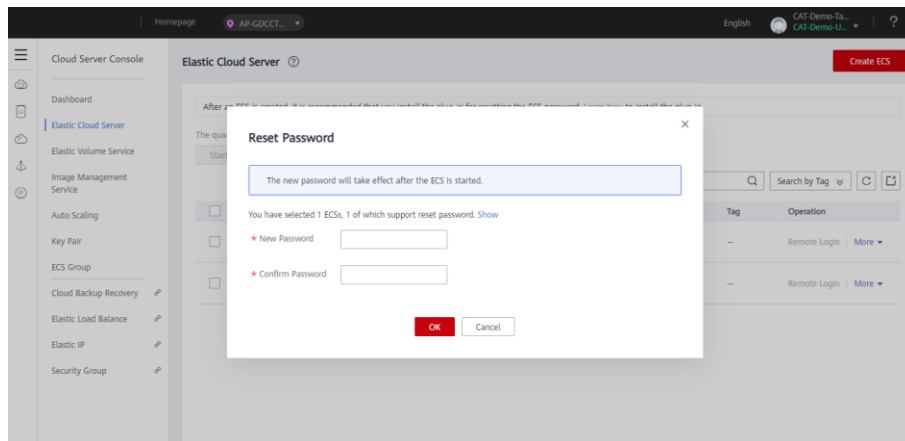 Homepage
AP-GDCCT...
English
CAT-Demo-Ta...
CAT-Demo-U...
?
Cloud Server Console
Dashboard
Elastic Cloud Server
Elastic Volume Service
Image Management
Service
Auto Scaling
Key Pair
ECS Group
Cloud Backup Recovery
Elastic Load Balance
Elastic IP
Security Group
Elastic Cloud Server ?
Create ECS
After
The qua
Start
Search by Tag
Tag Operation
-- Remote Login More
-- Remote Login More
Reset Password
The new password will take effect after the ECS is started.
You have selected 1 ECSs, 1 of which support reset password. Show
* New Password
* Confirm Password
OK Cancel